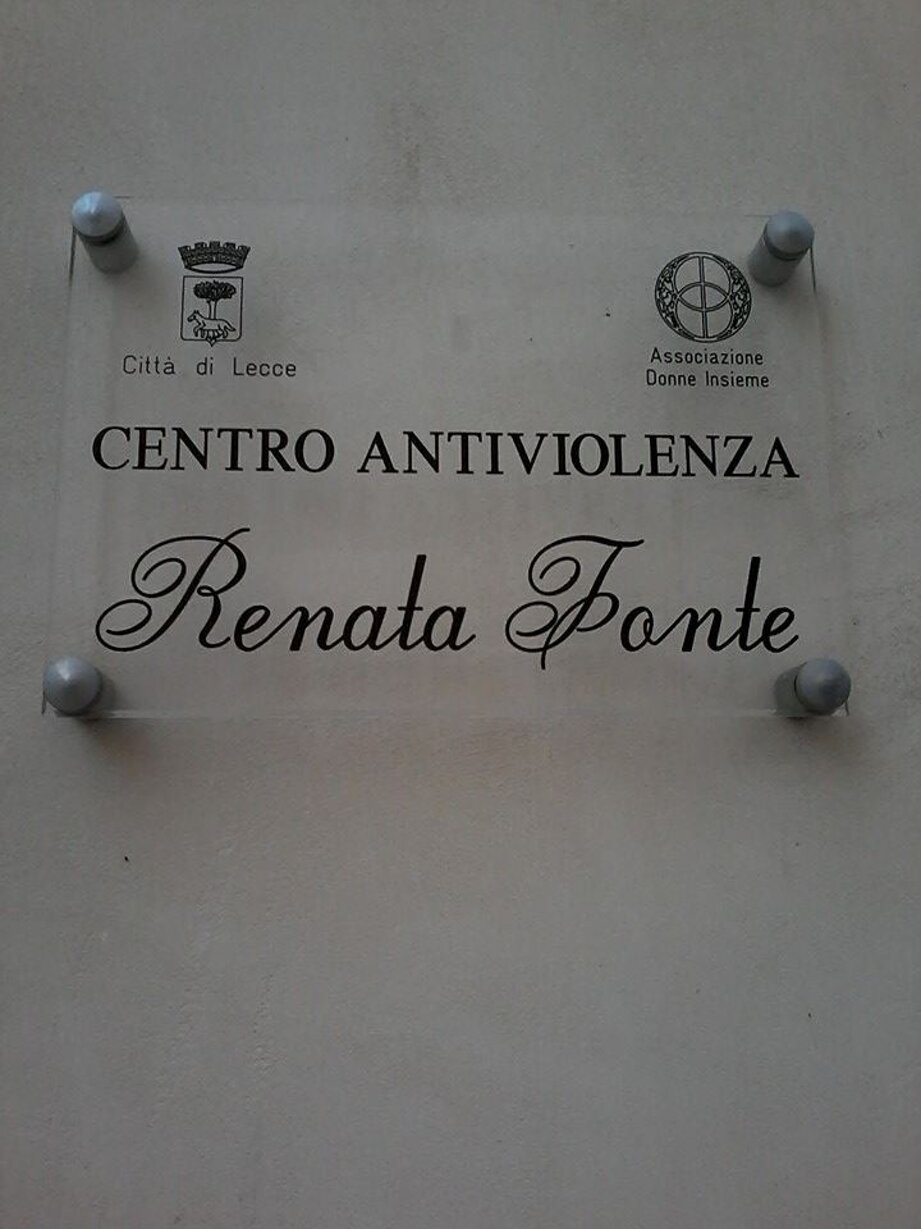 Città di Lecce
Associazione
Donne Insieme
CENTRO ANTIVIOLENZA
Renata Fonte